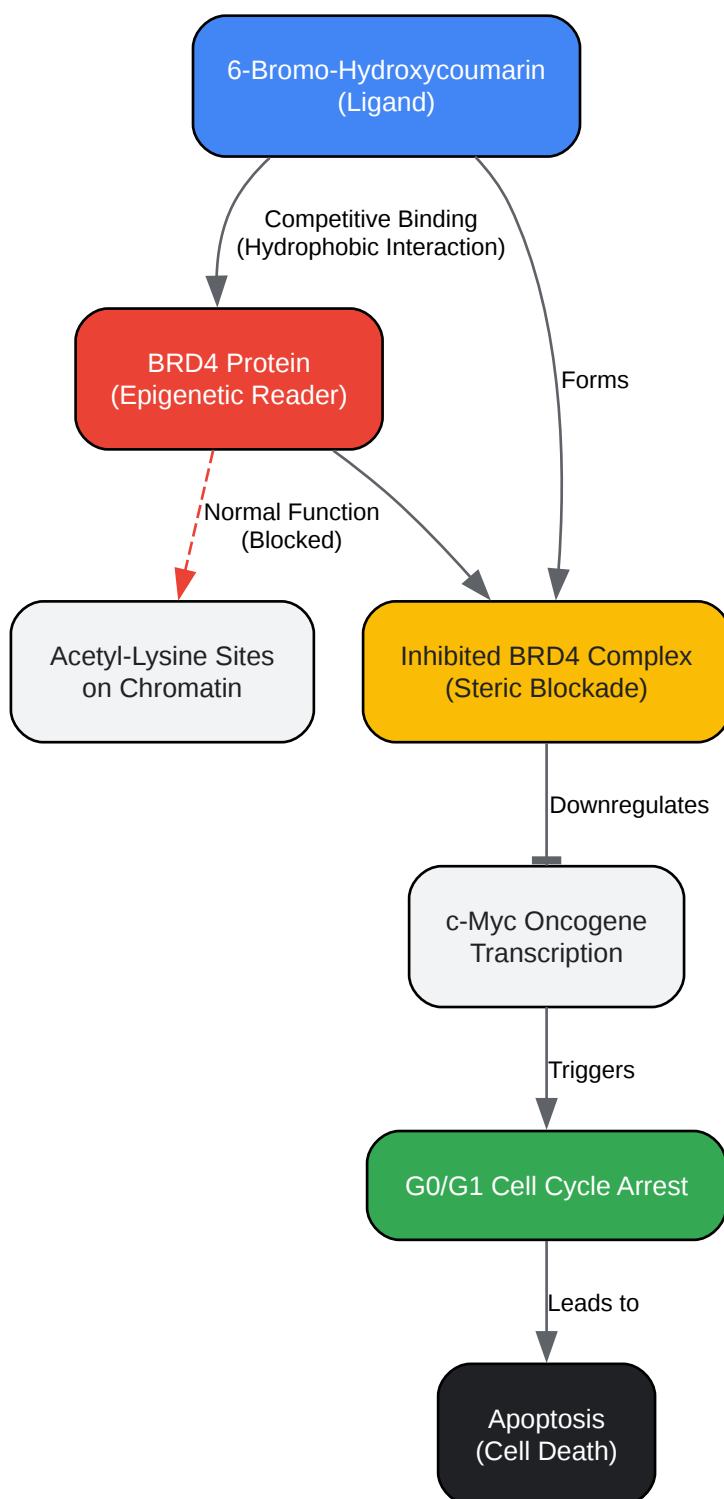 6-Bromo-Hydroxycoumarin
(Ligand)
Competitive Binding
(Hydrophobic Interaction)
BRD4 Protein
(Epigenetic Reader)
Forms
Normal Function
(Blocked)
Acetyl-Lysine Sites
on Chromatin
Inhibited BRD4 Complex
(Steric Blockade)
Downregulates
c-Myc Oncogene
Transcription
Triggers
G0/G1 Cell Cycle Arrest
Leads to
Apoptosis
(Cell Death)